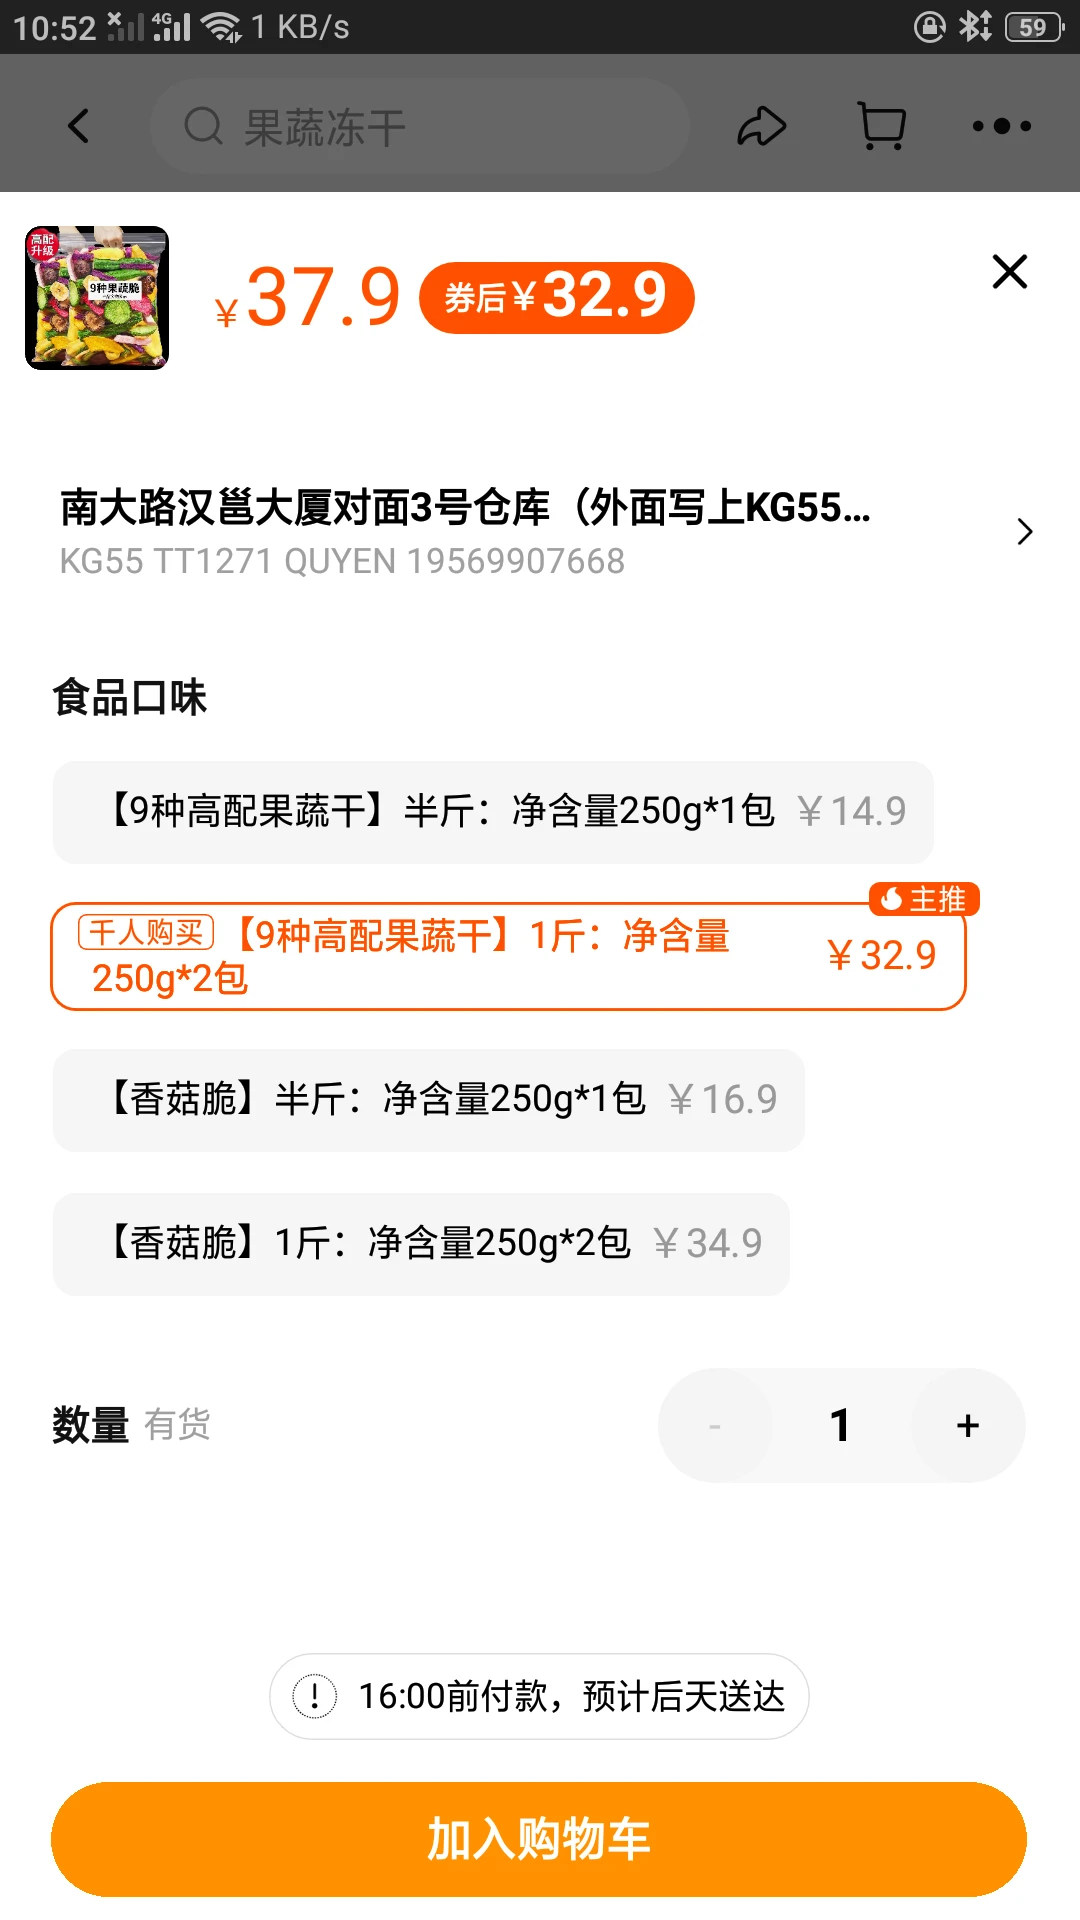 10:52 4G 1 KB/s 59
果蔬冻干
高配
升级
9种果蔬脆
¥37.9 券后¥32.9
南大路汉邕大厦对面3号仓库（外面写上KG55...
KG55 TT1271 QUYEN 19569907668
食品口味
【9种高配果蔬干】半斤：净含量250g*1包 ¥14.9
主推
千人购买 【9种高配果蔬干】1斤：净含量
250g*2包 ¥32.9
【香菇脆】半斤：净含量250g*1包 ¥16.9
【香菇脆】1斤：净含量250g*2包 ¥34.9
数量 有货 - 1 +
16:00前付款，预计后天送达
加入购物车